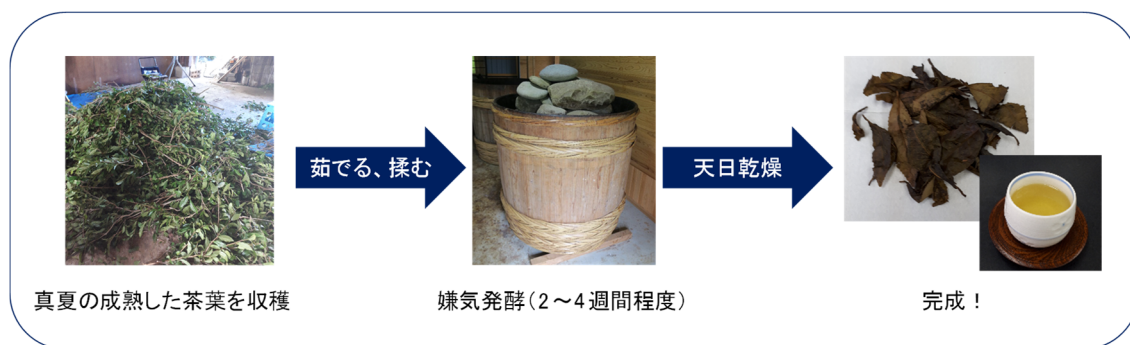 茹でる、揉む
天日乾燥
真夏の成熟した茶葉を収穫
嫌気発酵(2~4週間程度)
完成!